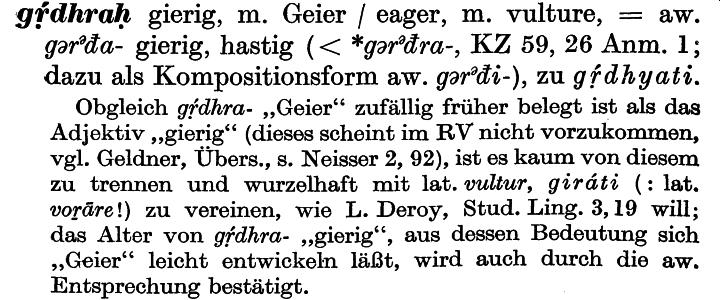 gŕ̥dhraḥ gierig, m. Geier / eager, m. vulture, = aw.
gərᵊδa- gierig, hastig (< *gərᵊδra-, KZ 59, 26 Anm. 1;
dazu als Kompositionsform aw. gərᵊδi-), zu gŕ̥dhyati.
Obgleich gŕ̥dhra- „Geier“ zufällig früher belegt ist als das
Adjektiv „gierig“ (dieses scheint im RV nicht vorzukommen,
vgl. Geldner, Übers., s. Neisser 2, 92), ist es kaum von diesem
zu trennen und wurzelhaft mit lat. vultur, giráti (: lat.
vorāre!) zu vereinen, wie L. Deroy, Stud. Ling. 3, 19 will;
das Alter von gŕ̥dhra- „gierig“, aus dessen Bedeutung sich
„Geier“ leicht entwickeln läßt, wird auch durch die aw.
Entsprechung bestätigt.